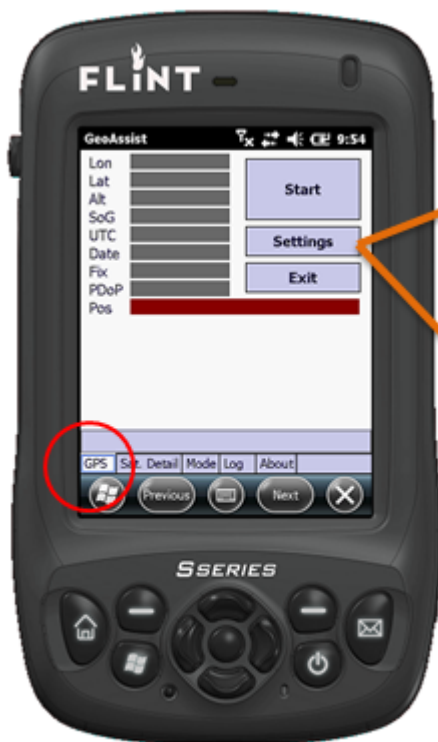 FLINT
GeoAssist 9:54
Lon
Lat
Alt
SoG
UTC
Date
Fix
PDoP
Pos
Start
Settings
Exit
GPS Sat. Detail Mode Log About
Previous Next
SSERIES